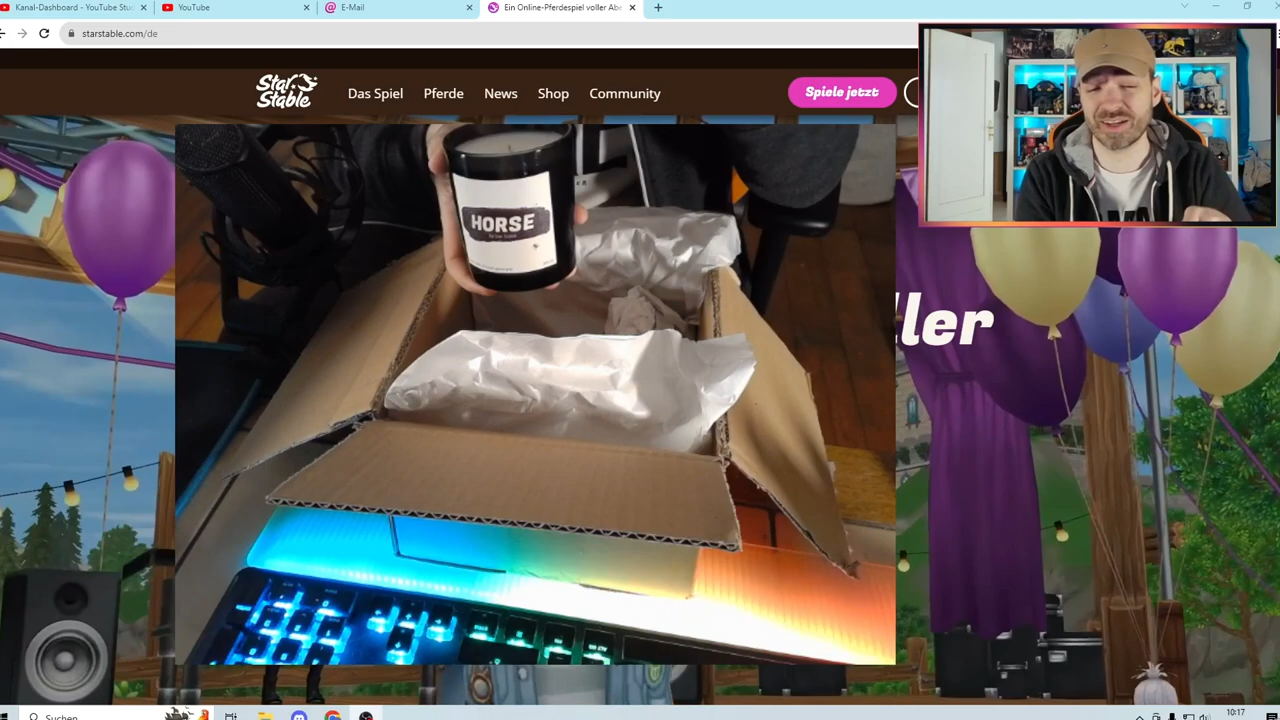 Kanal-Dashboard - YouTube Stu
YouTube
E-Mail
Ein Online-Pferdespiel voller Abe
starstable.com/de
Star
Stable
Das Spiel
Pferde
News
Shop
Community
Spiele jetzt
HORSE
ller
Suchen
10:17